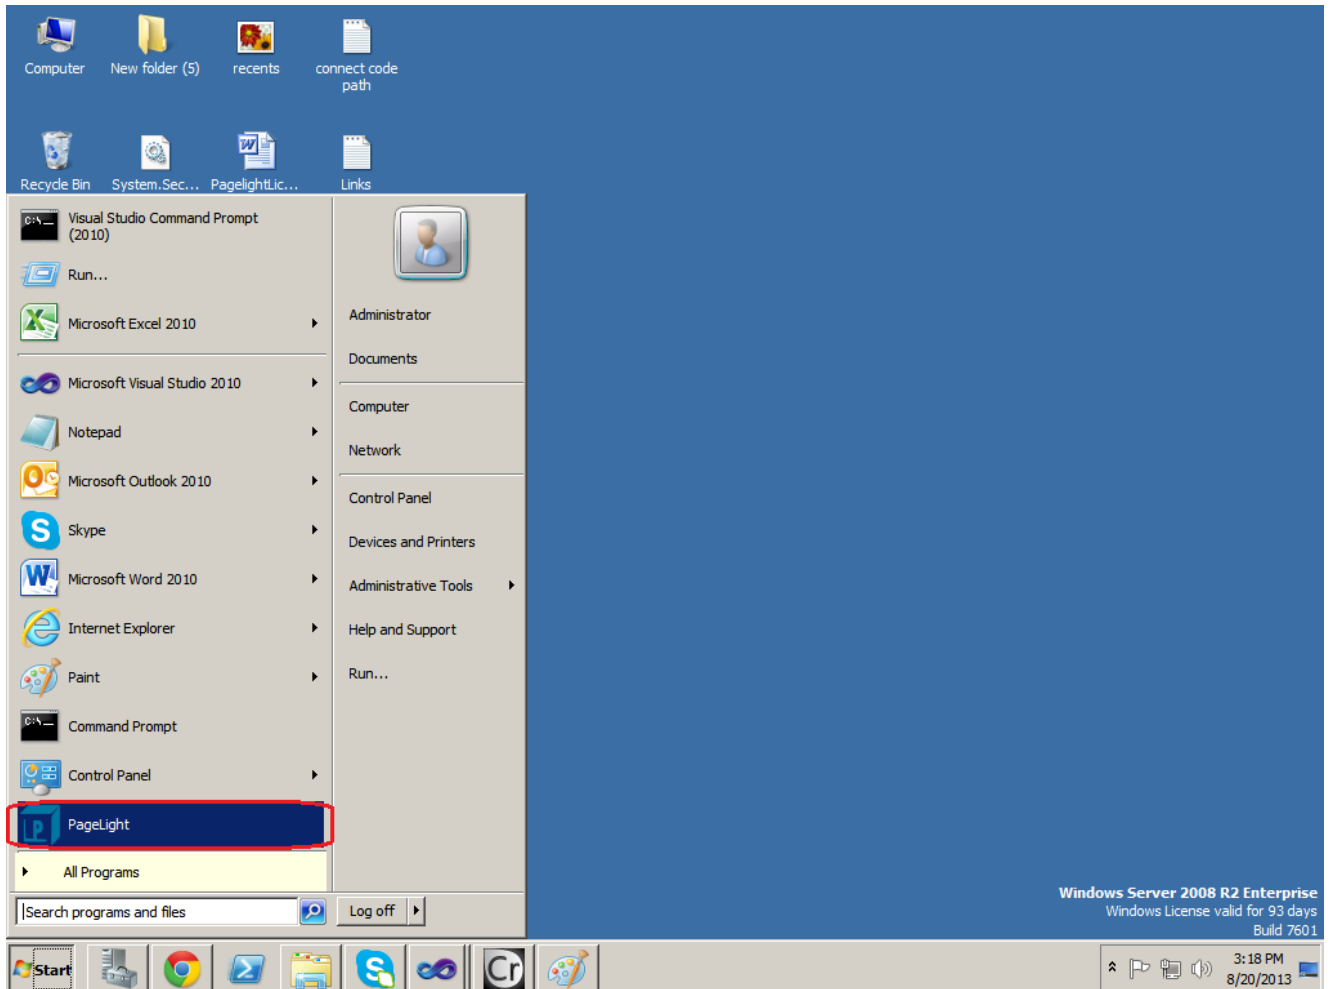 Computer
New folder (5)
recents
connect code
path
Recycle Bin
System.Sec...
PagelightLic...
Links
Visual Studio Command Prompt
(2010)
Run...
Microsoft Excel 2010
Microsoft Visual Studio 2010
Notepad
Microsoft Outlook 2010
Skype
Microsoft Word 2010
Internet Explorer
Paint
Command Prompt
Control Panel
PageLight
All Programs
Search programs and files
Administrator
Documents
Computer
Network
Control Panel
Devices and Printers
Administrative Tools
Help and Support
Run...
Log off
Windows Server 2008 R2 Enterprise
Windows License valid for 93 days
Build 7601
Start
Cr
3:18 PM
8/20/2013